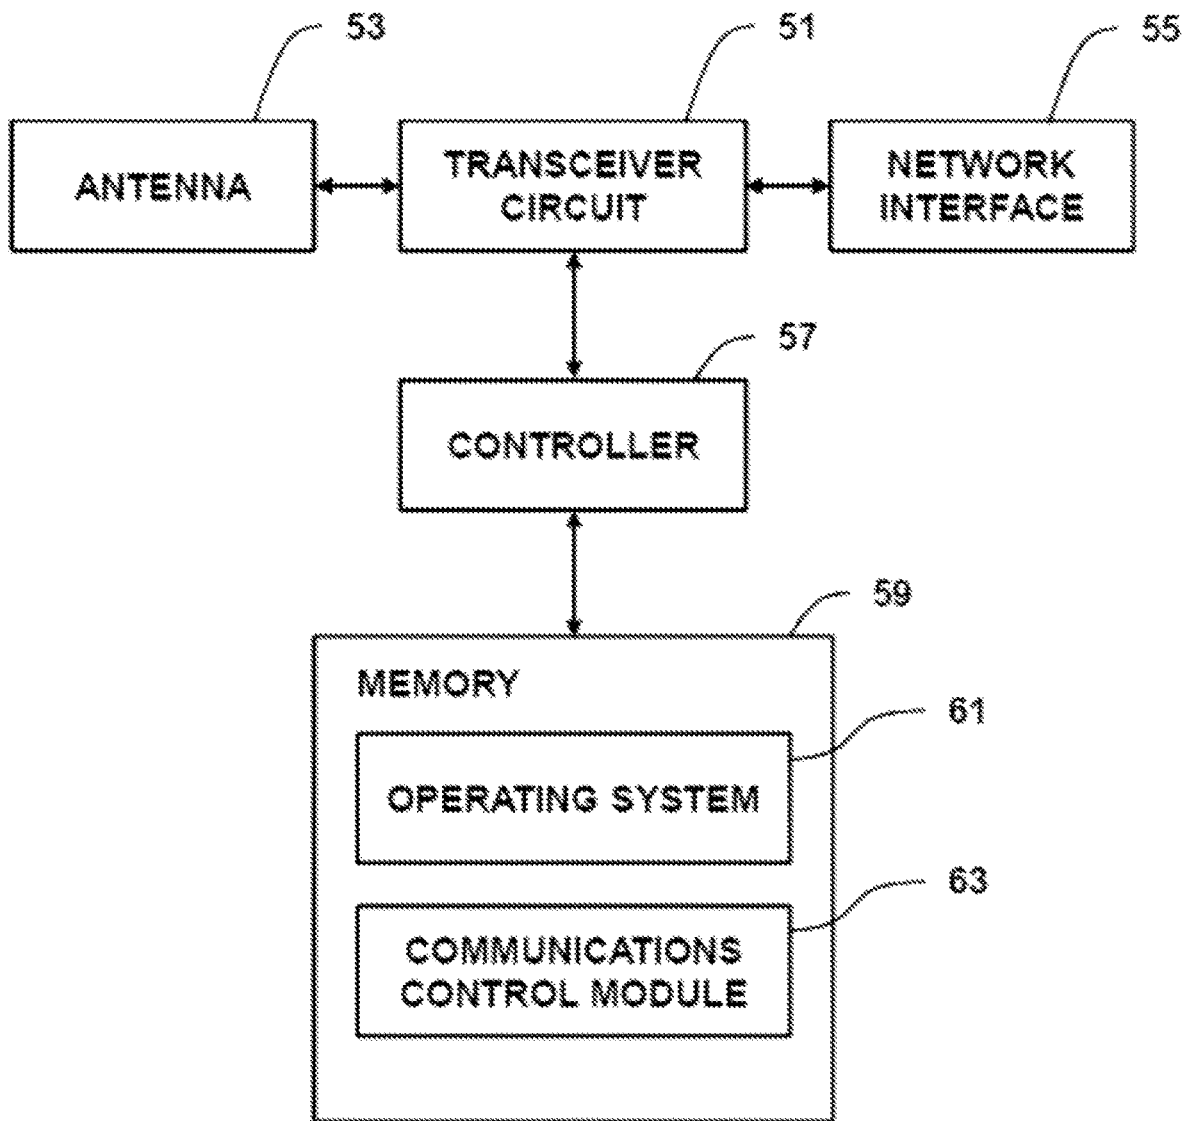 53
51
55
ANTENNA
TRANSCEIVER
CIRCUIT
NETWORK
INTERFACE
57
CONTROLLER
59
MEMORY
61
OPERATING SYSTEM
63
COMMUNICATIONS
CONTROL MODULE